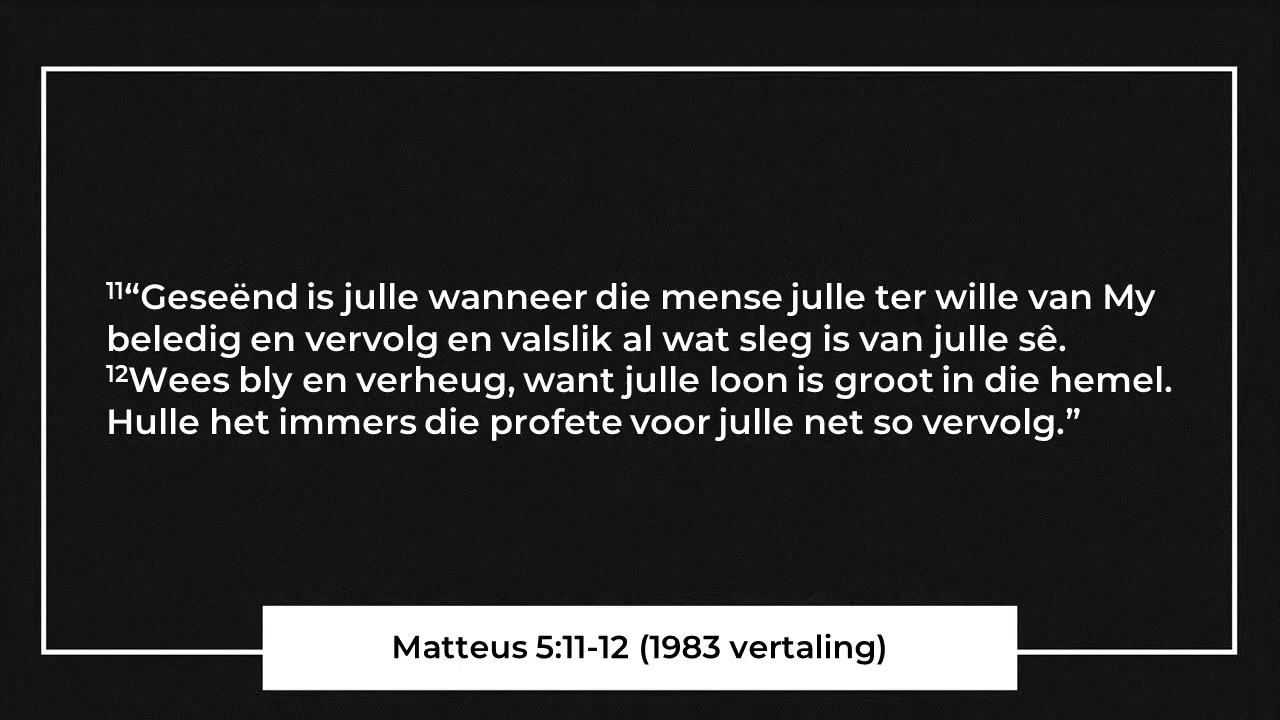 ¹¹“Geseënd is julle wanneer die mense julle ter wille van My
beledig en vervolg en valslik al wat sleg is van julle sê.
¹²Wees bly en verheug, want julle loon is groot in die hemel.
Hulle het immers die profete voor julle net so vervolg.”
Matteus 5:11-12 (1983 vertaling)